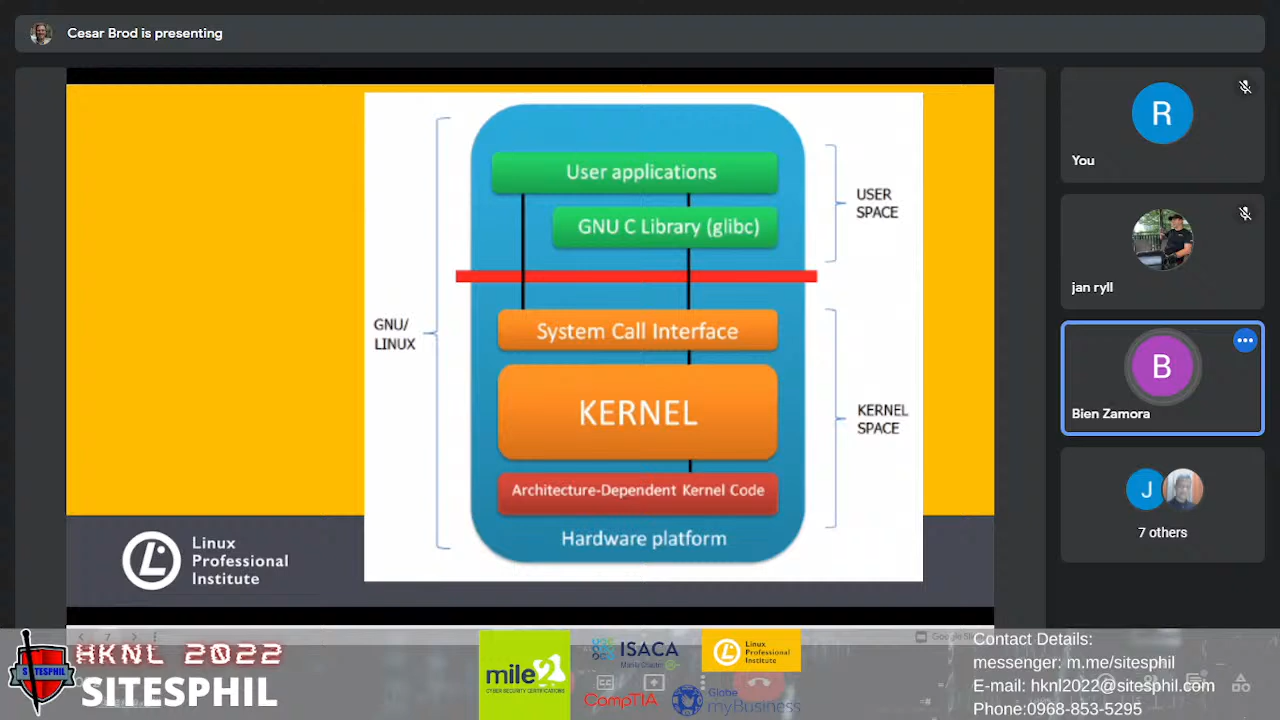 Cesar Brod is presenting
User applications
GNU C Library (glibc)
USER
SPACE
GNU/
LINUX
System Call Interface
KERNEL
KERNEL
SPACE
Architecture-Dependent Kernel Code
Hardware platform
Linux
Professional
Institute
R
You
jan ryll
B
Bien Zamora
J
7 others
7
HKNL 2022
SITESPHIL
SITESPHIL
mile2
CYBER SECURITY CERTIFICATIONS
ISACA
CompTIA
Linux
Professional
Institute
Globe
myBusiness
Contact Details:
messenger: m.me/sitesphil
E-mail: hknl2022@sitesphil.com
Phone:0968-853-5295